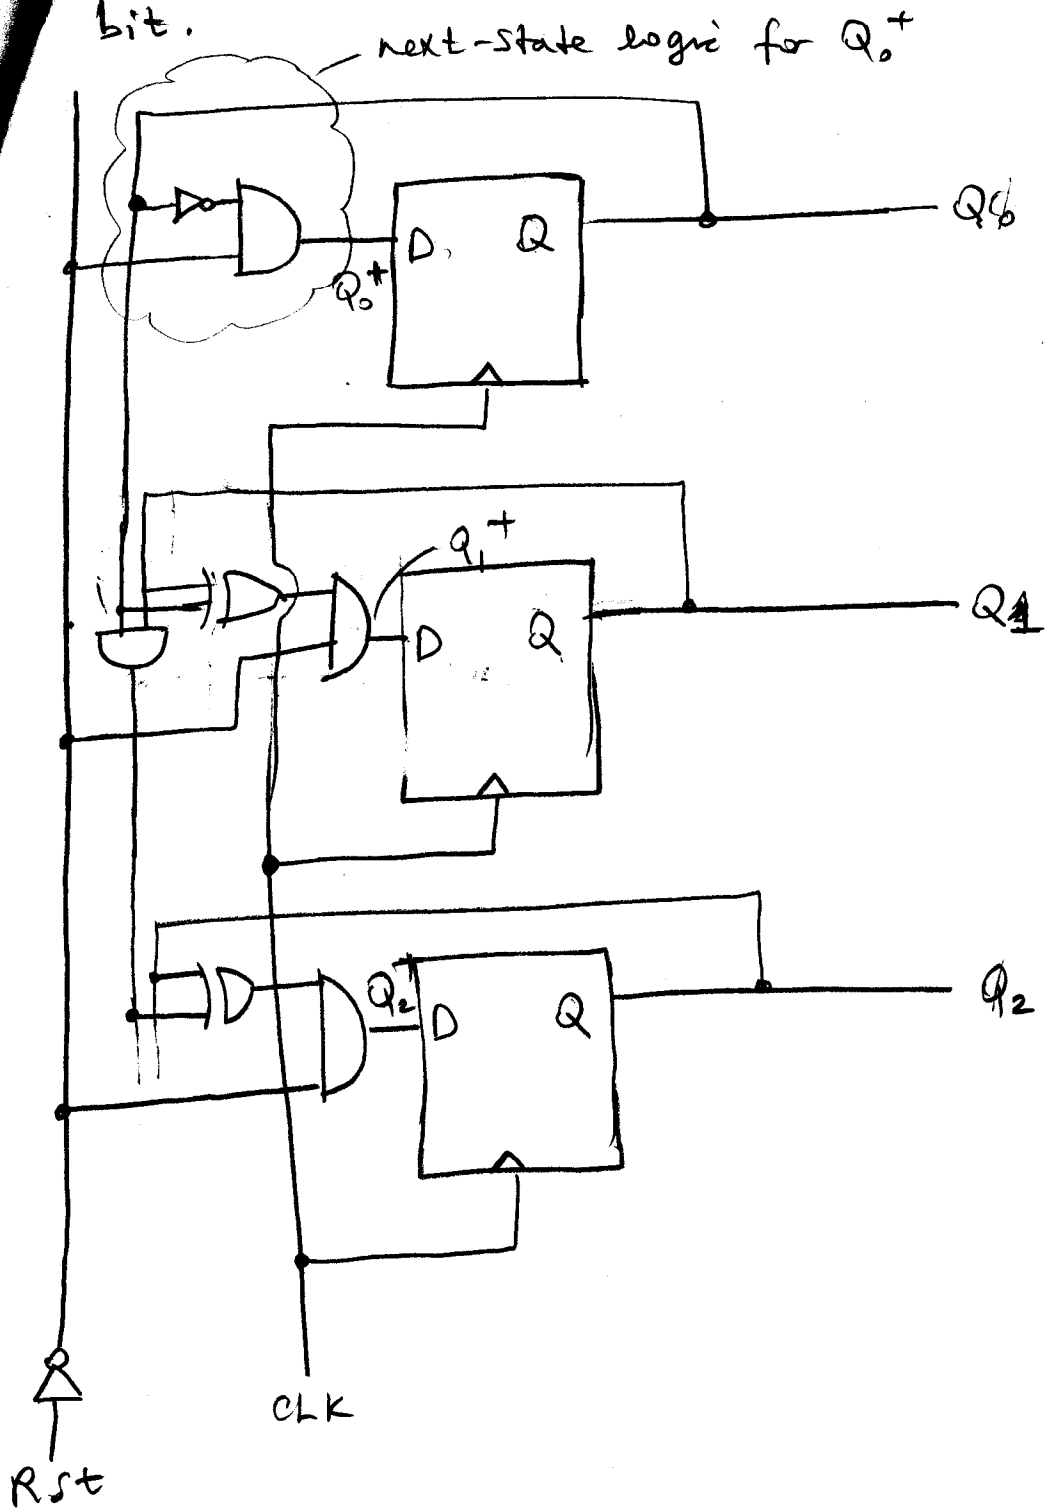 bit.
next-state logic for Q₀⁺
Q₀
D Q
Q₀⁺
Q₁⁺
Q1
D Q
Q₂⁺
Q₂
D Q
CLK
Rst